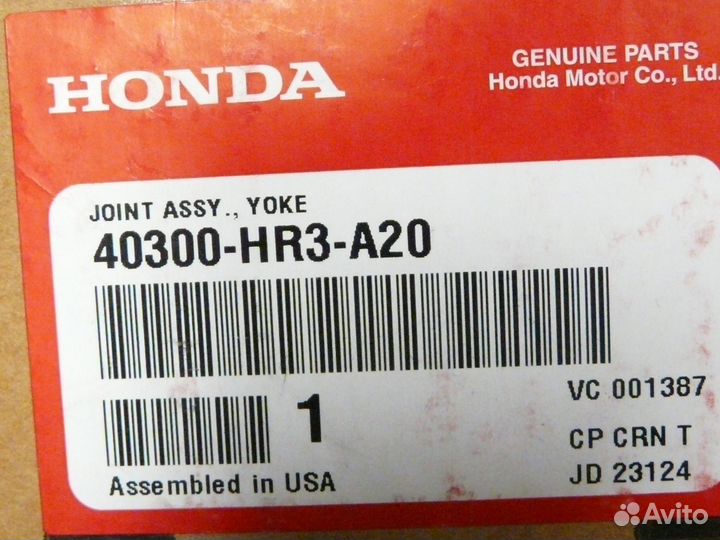 HONDA
GENUINE PARTS
Honda Motor Co., Ltd.
JOINT ASSY., YOKE
40300-HR3-A20
1
VC 001387
CP CRN T
Assembled in USA
JD 23124
Avito